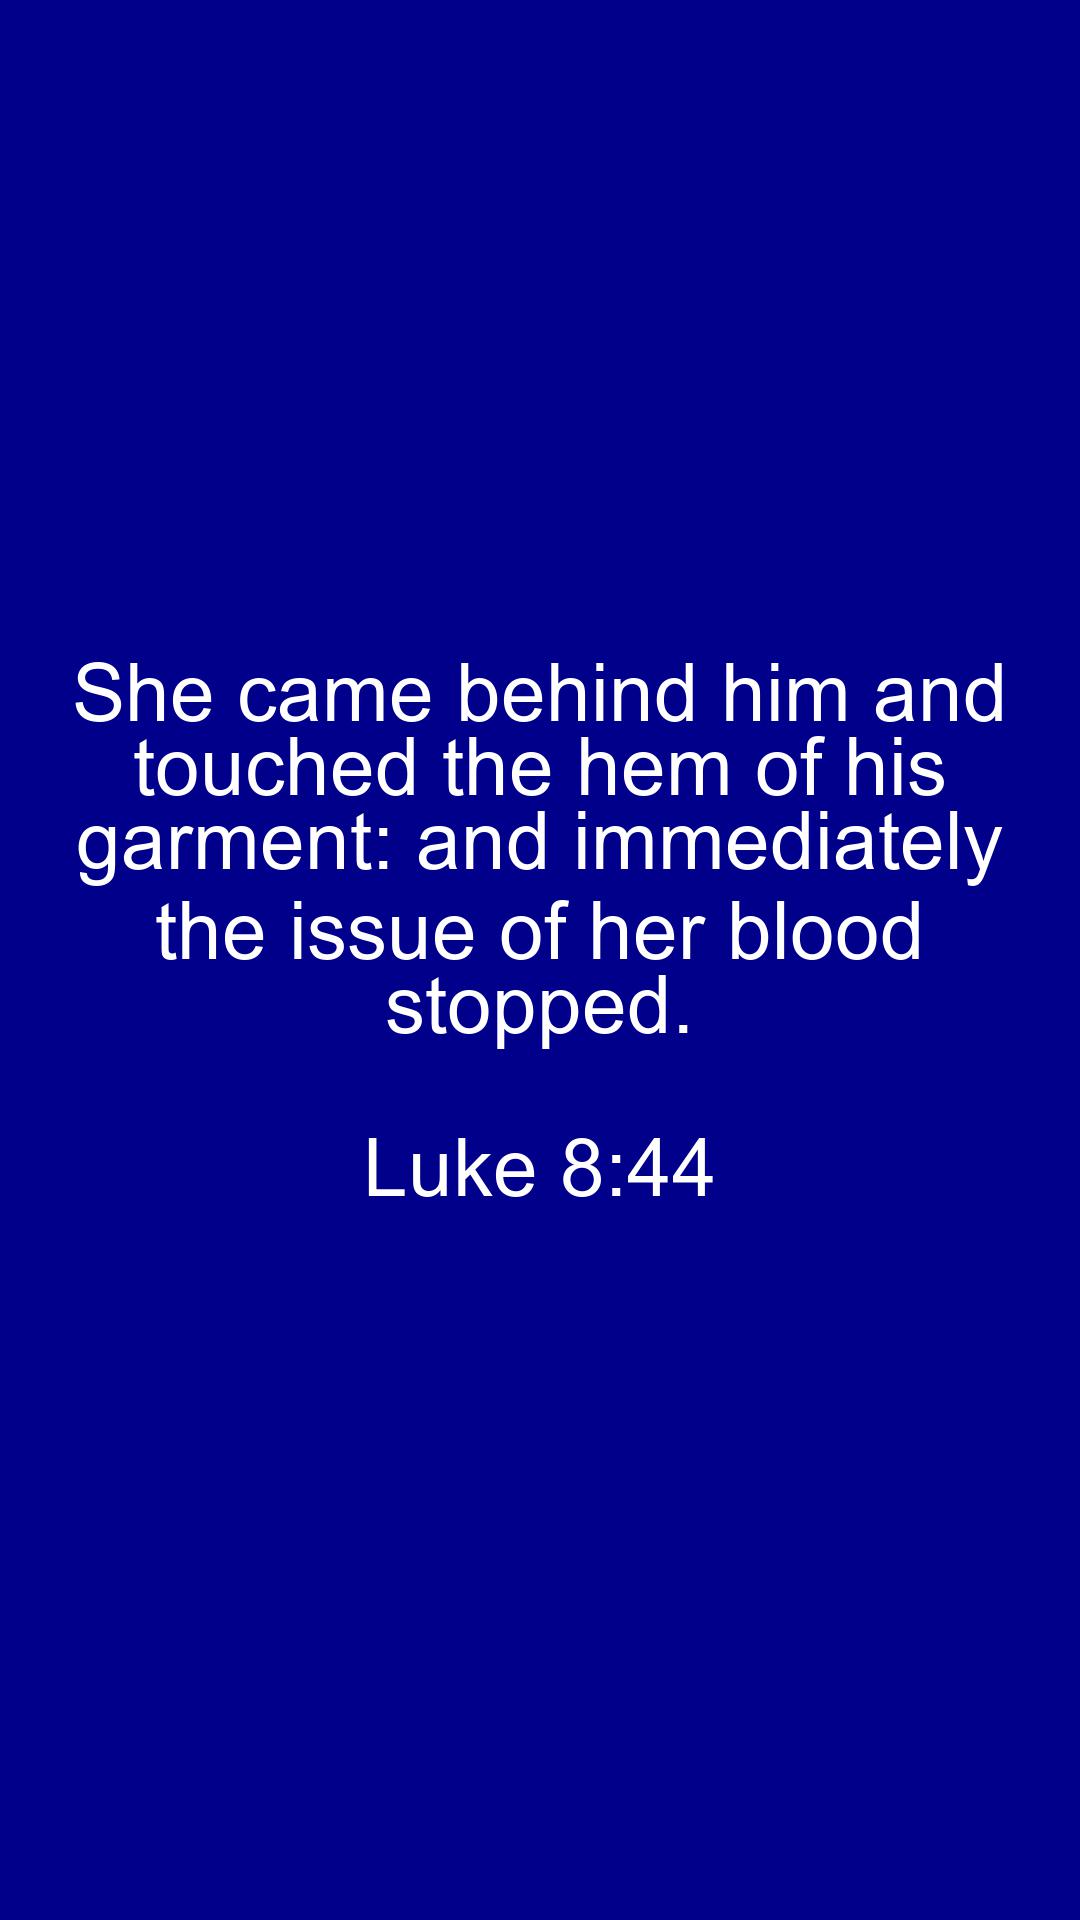 She came behind him and
touched the hem of his
garment: and immediately
the issue of her blood
stopped.
Luke 8:44